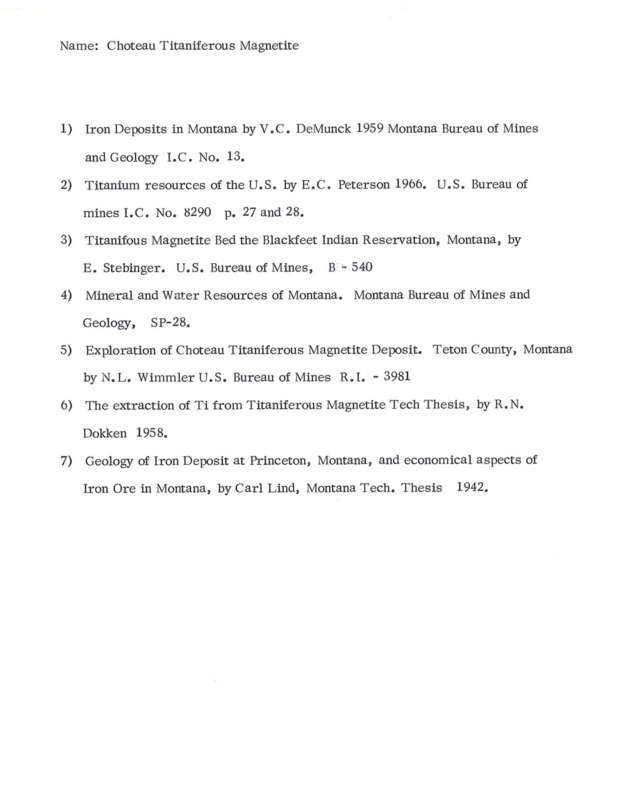 Name: Choteau Titaniferous Magnetite
1) Iron Deposits in Montana by V.C. DeMunck 1959 Montana Bureau of Mines
and Geology I.C. No. 13.
2) Titanium resources of the U.S. by E.C. Peterson 1966. U.S. Bureau of
mines I.C. No. 8290 p. 27 and 28.
3) Titanifous Magnetite Bed the Blackfeet Indian Reservation, Montana, by
E. Stebinger. U.S. Bureau of Mines, B - 540
4) Mineral and Water Resources of Montana. Montana Bureau of Mines and
Geology, SP-28.
5) Exploration of Choteau Titaniferous Magnetite Deposit. Teton County, Montana
by N.L. Wimmler U.S. Bureau of Mines R.I. - 3981
6) The extraction of Ti from Titaniferous Magnetite Tech Thesis, by R.N.
Dokken 1958.
7) Geology of Iron Deposit at Princeton, Montana, and economical aspects of
Iron Ore in Montana, by Carl Lind, Montana Tech. Thesis 1942.